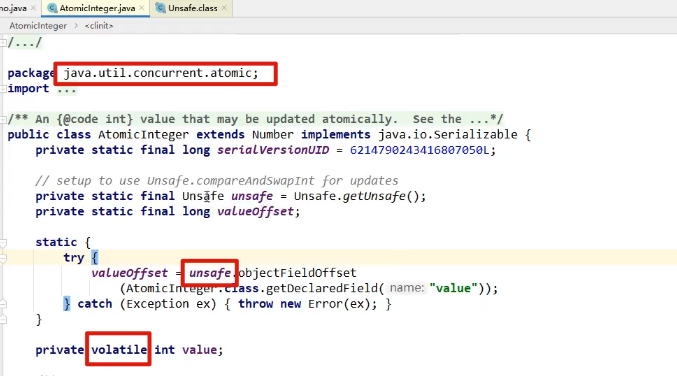 no.java
AtomicInteger.java
Unsafe.class
AtomicInteger
<clinit>
/.../
package java.util.concurrent.atomic;
import ...
/** An {@code int} value that may be updated atomically.  See the ...*/
public class AtomicInteger extends Number implements java.io.Serializable {
private static final long serialVersionUID = 6214790243416807050L;
// setup to use Unsafe.compareAndSwapInt for updates
private static final Unsafe unsafe = Unsafe.getUnsafe();
private static final long valueOffset;
static {
try {
valueOffset = unsafe.objectFieldOffset
(AtomicInteger.class.getDeclaredField( name: "value"));
} catch (Exception ex) { throw new Error(ex); }
}
private volatile int value;